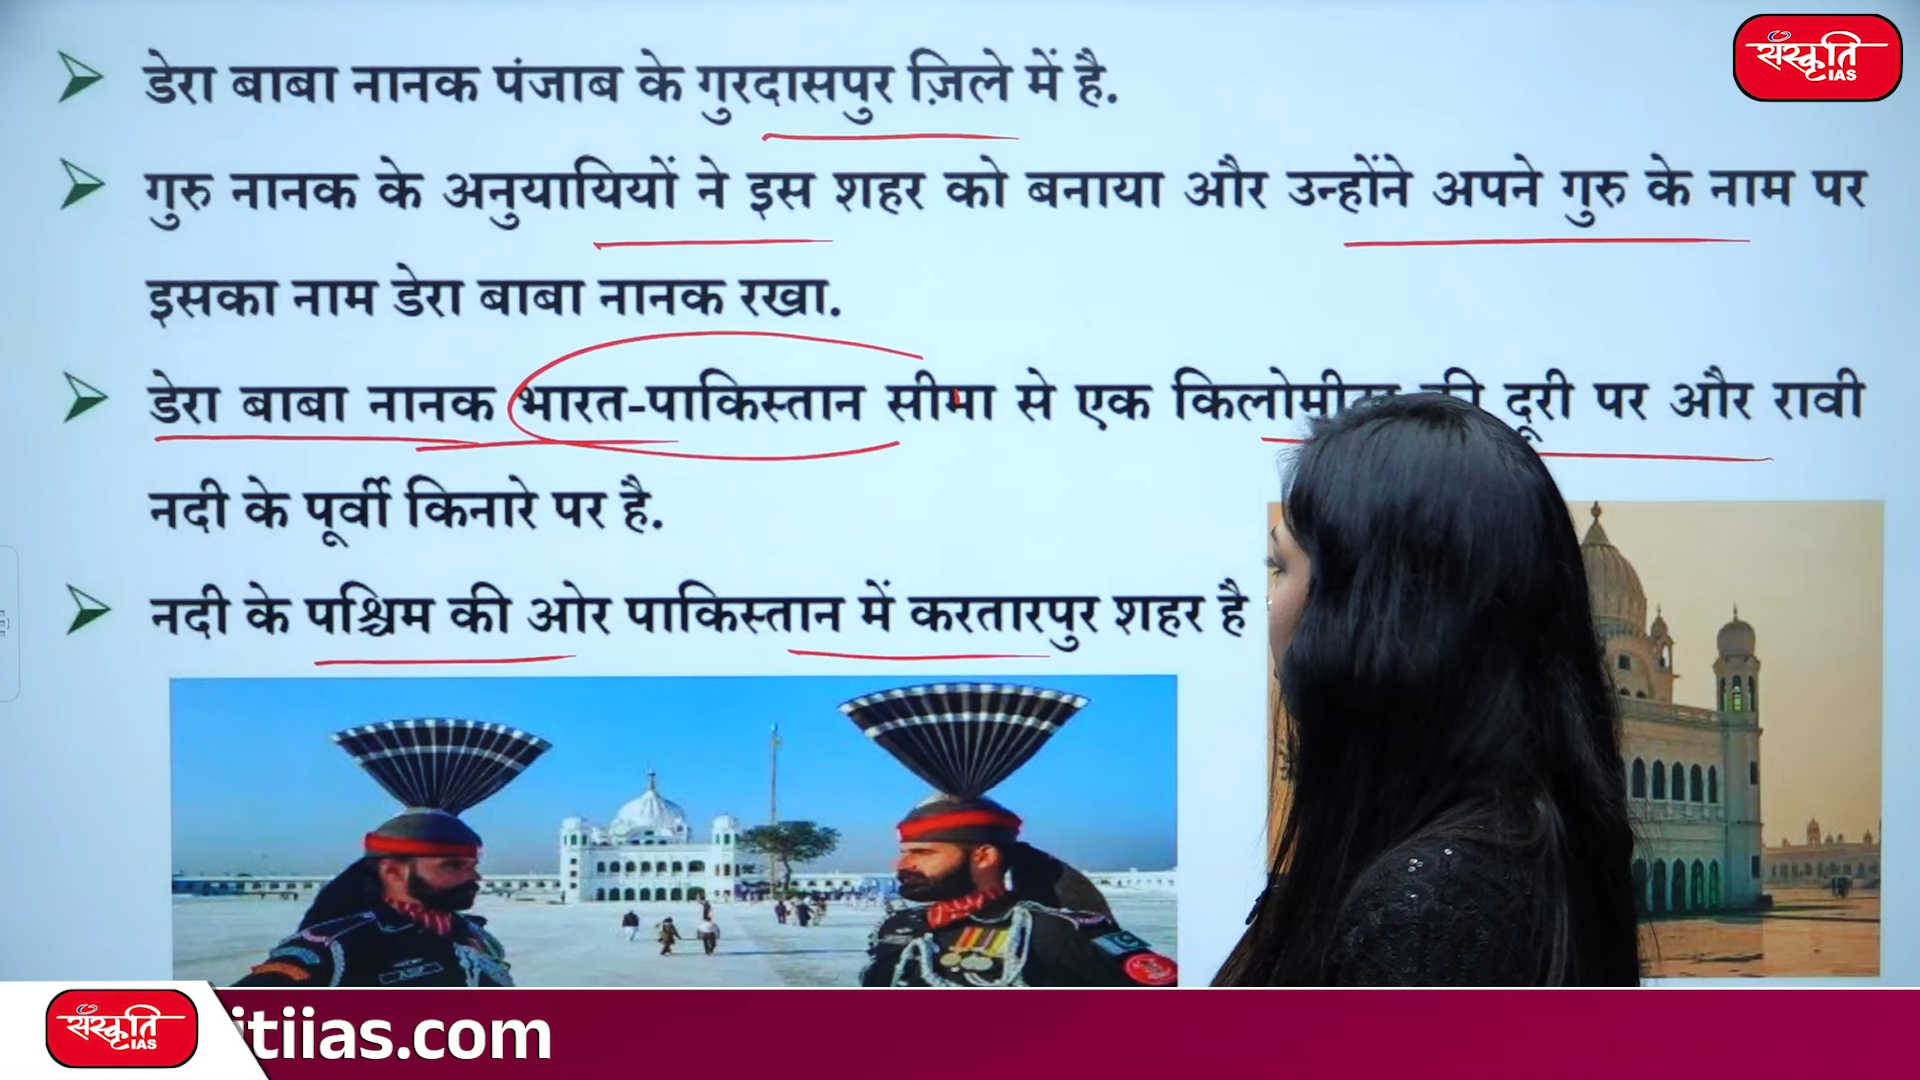 संस्कृति
IAS
डेरा बाबा नानक पंजाब के गुरदासपुर ज़िले में है.
गुरु नानक के अनुयायियों ने इस शहर को बनाया और उन्होंने अपने गुरु के नाम पर
इसका नाम डेरा बाबा नानक रखा.
डेरा बाबा नानक भारत-पाकिस्तान सीमा से एक की दूरी पर और रावी
नदी के पूर्वी किनारे पर है.
नदी के पश्चिम की ओर पाकिस्तान में करतारपुर शहर है
संस्कृति
IAS
itiias.com